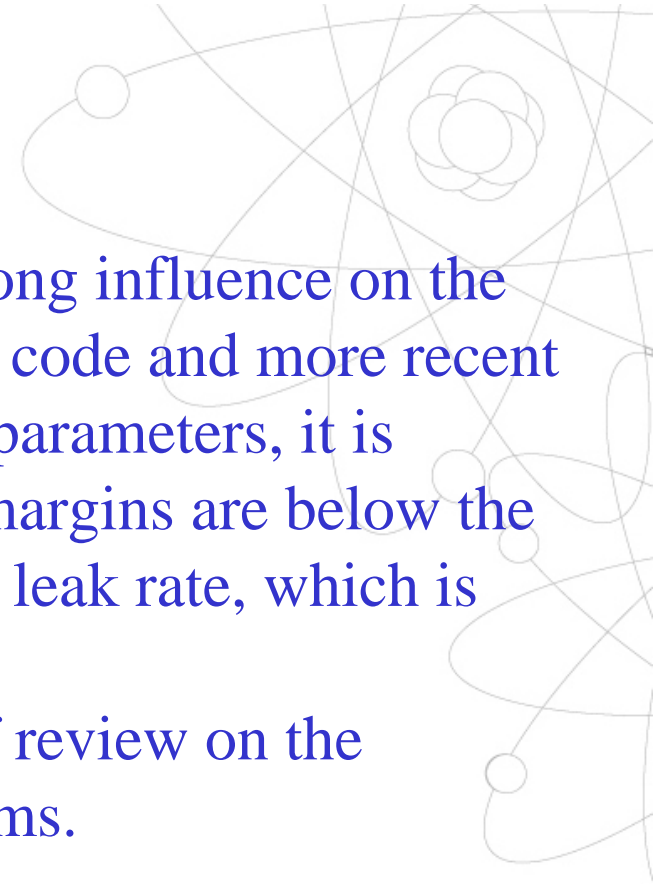 ong influence on the
code and more recent
parameters, it is
margins are below the
leak rate, which is
review on the
ms.